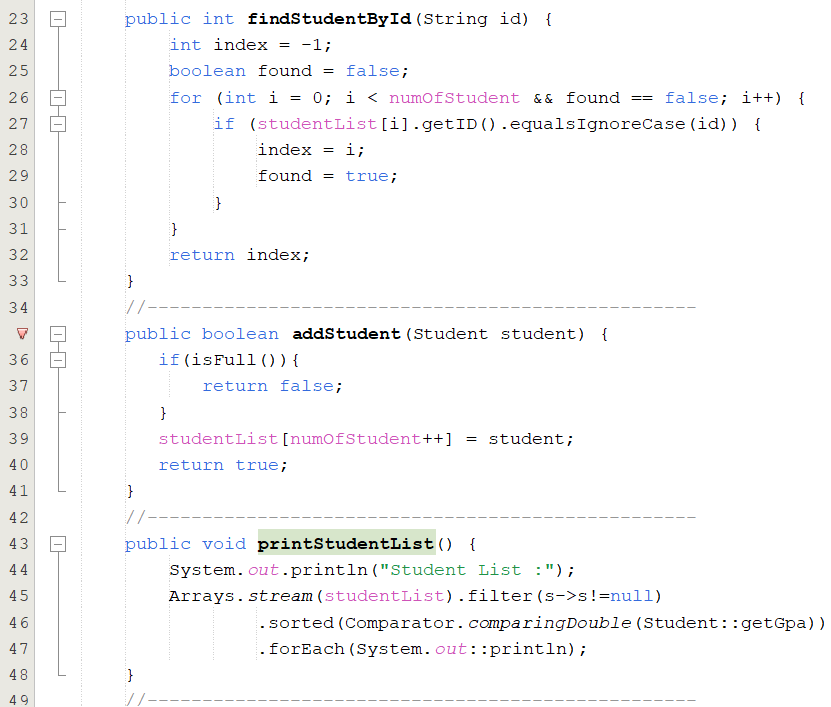 23 public int findStudentById(String id) {
24 int index = -1;
25 boolean found = false;
26 for (int i = 0; i < numOfStudent && found == false; i++) {
27 if (studentList[i].getID().equalsIgnoreCase(id)) {
28 index = i;
29 found = true;
30 }
31 }
32 return index;
33 }
34 //--------------------------------------------------
public boolean addStudent(Student student) {
36 if(isFull()){
37 return false;
38 }
39 studentList[numOfStudent++] = student;
40 return true;
41 }
42 //--------------------------------------------------
43 public void printStudentList() {
44 System.out.println("Student List :");
45 Arrays.stream(studentList).filter(s->s!=null)
46 .sorted(Comparator.comparingDouble(Student::getGpa))
47 .forEach(System.out::println);
48 }
49 //--------------------------------------------------